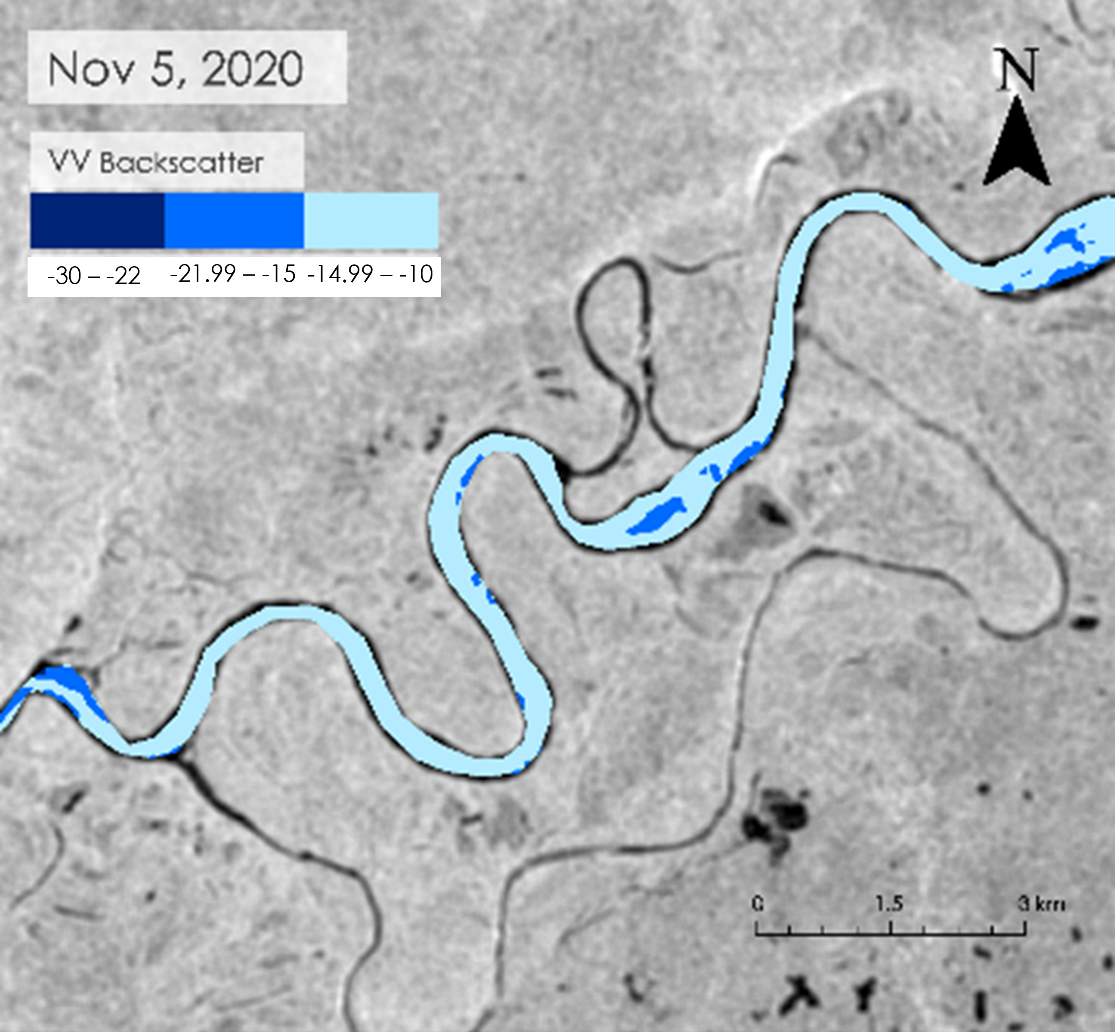 Nov 5, 2020
N
VV Backscatter
-30 – -22 -21.99 – -15 -14.99 – -10
0 1.5 3 km